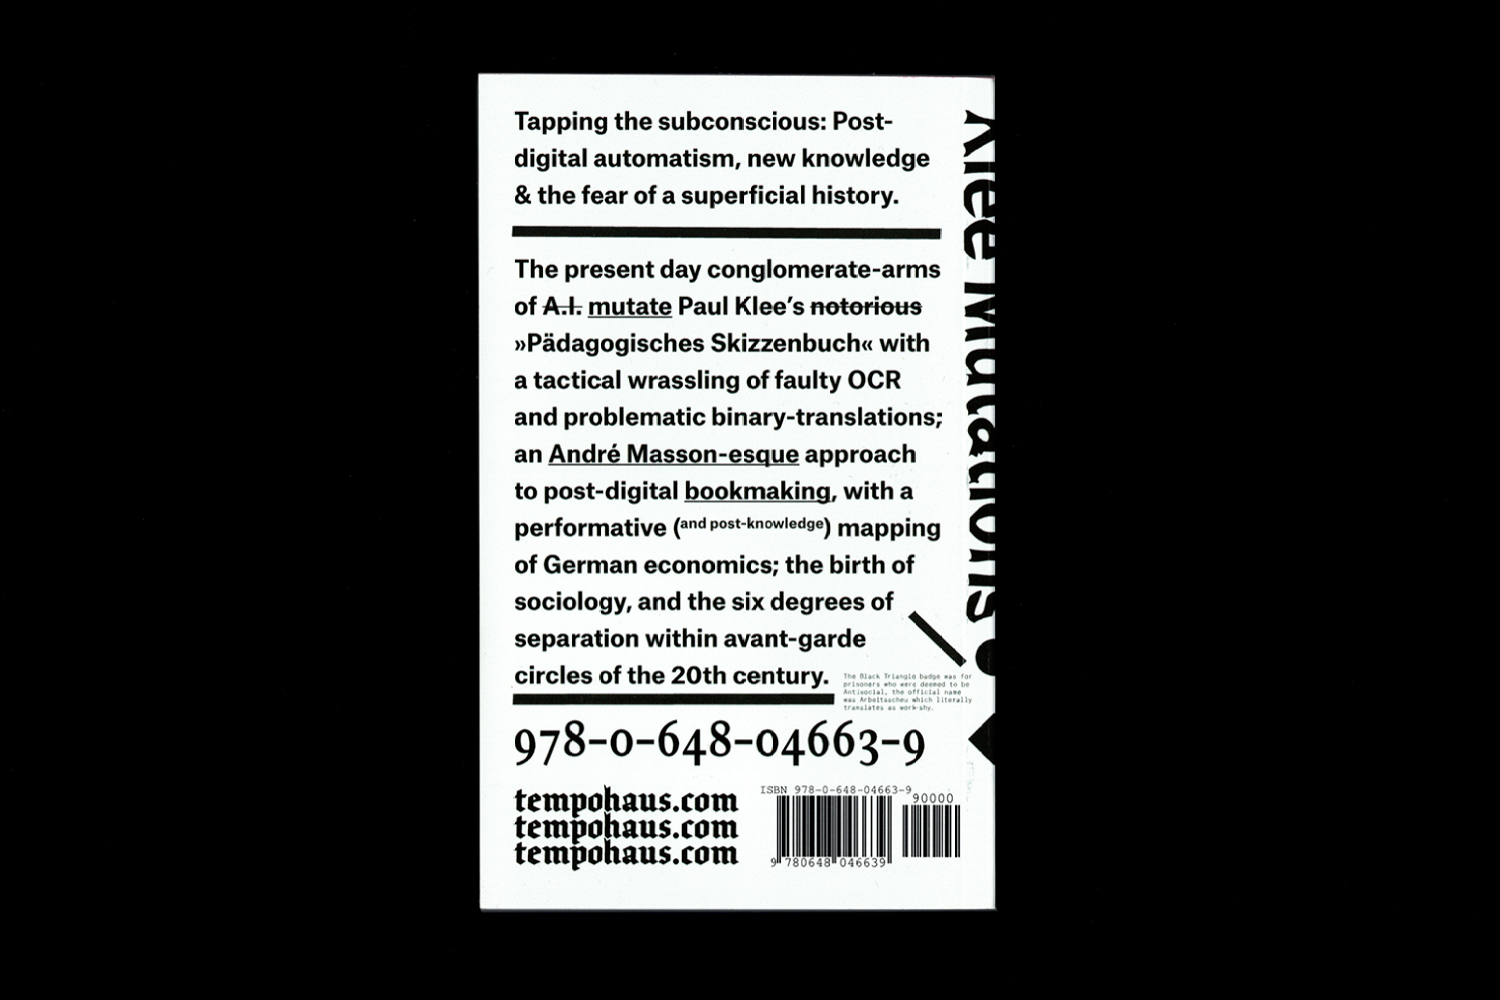 Tapping the subconscious: Post-
digital automatism, new knowledge
& the fear of a superficial history.
The present day conglomerate-arms
of A.I. mutate Paul Klee’s notorious
»Pädagogisches Skizzenbuch« with
a tactical wrassling of faulty OCR
and problematic binary-translations;
an André Masson-esque approach
to post-digital bookmaking, with a
performative (and post-knowledge) mapping
of German economics; the birth of
sociology, and the six degrees of
separation within avant-garde
circles of the 20th century.
The Black Triangle badge was for
prisoners who were deemed to be
Antisocial, the official name
was Arbeitsscheu which literally
translates as work-shy.
978-0-648-04663-9
tempohaus.com
tempohaus.com
tempohaus.com
ISBN 978-0-648-04663-9
90000
9 780648 046639
Klee Mutations